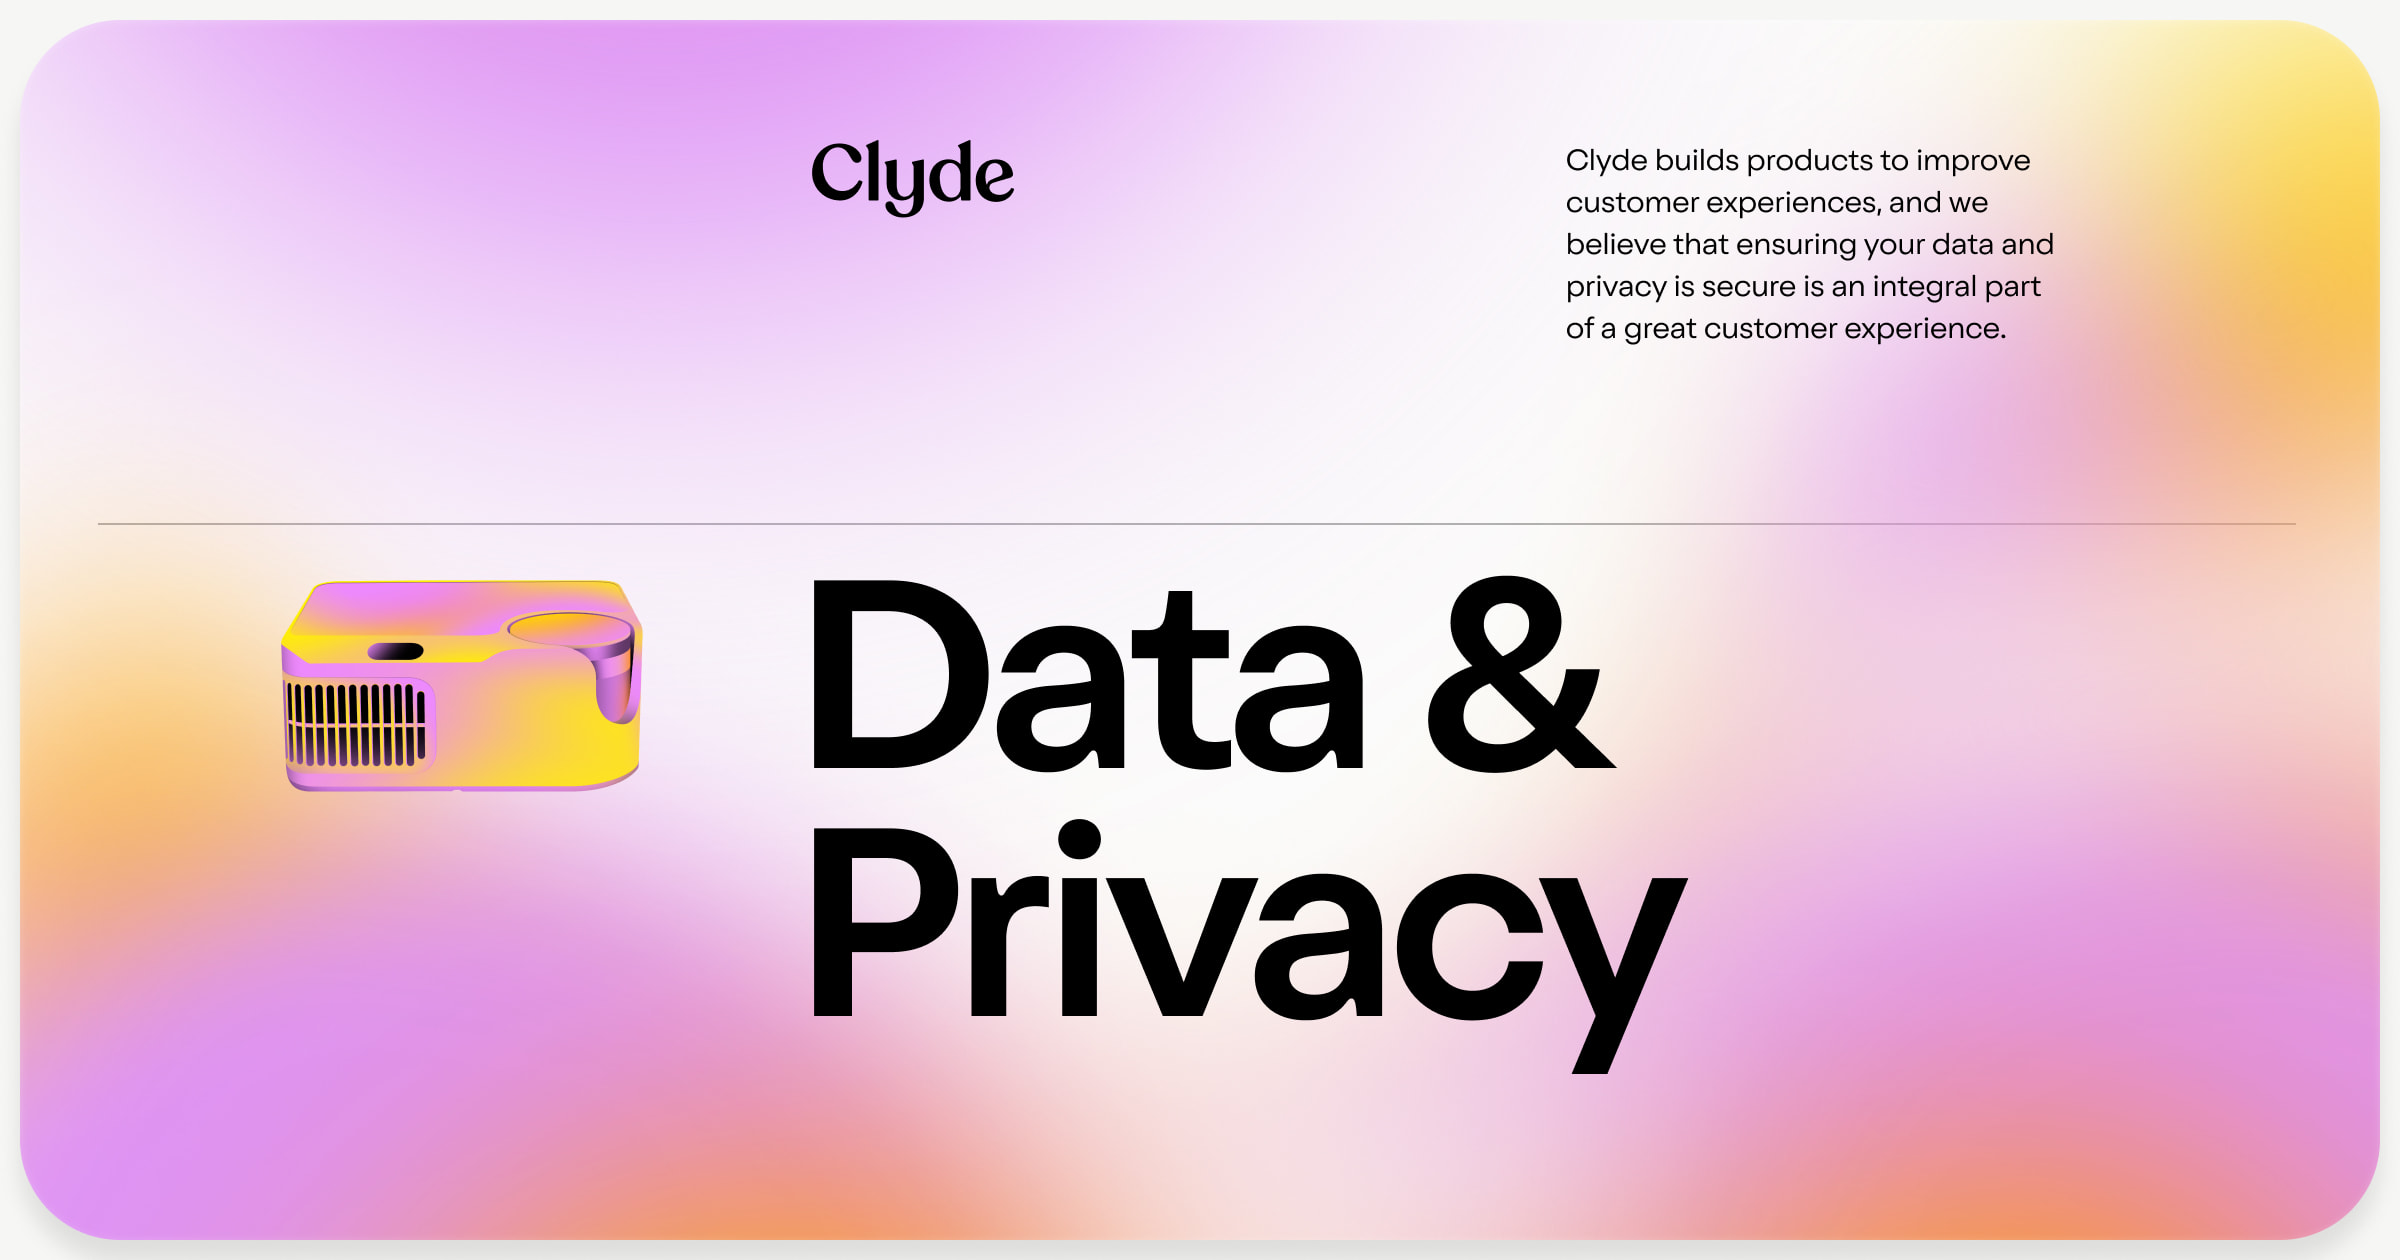 Clyde
Clyde builds products to improve
customer experiences, and we
believe that ensuring your data and
privacy is secure is an integral part
of a great customer experience.
Data &
Privacy